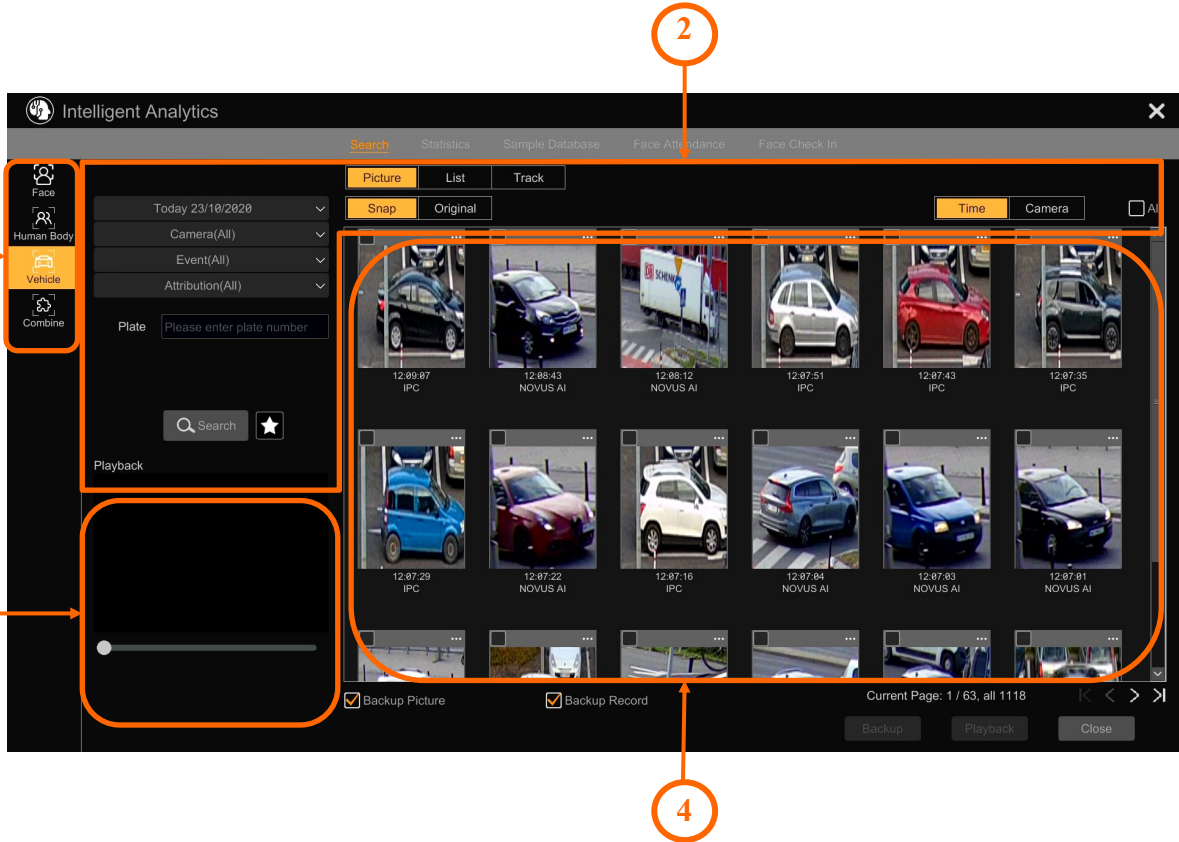 2
Intelligent Analytics
Search Statistics Sample Database Face Attendance Face Check In
Face
Human Body
Vehicle
Combine
Picture List Track
Snap Original Time Camera
Today 23/10/2020
Camera(All)
Event(All)
Attribution(All)
Plate Please enter plate number
Search
Playback
DB SCHENKER
12:09:07 12:08:43 12:08:12 12:07:51 12:07:43 12:07:35
IPC NOVUS AI NOVUS AI IPC IPC IPC
12:07:29 12:07:22 12:07:16 12:07:04 12:07:03 12:07:01
IPC NOVUS AI IPC NOVUS AI NOVUS AI NOVUS AI
Backup Picture Backup Record Current Page: 1 / 63, all 1118
Backup Playback Close
4